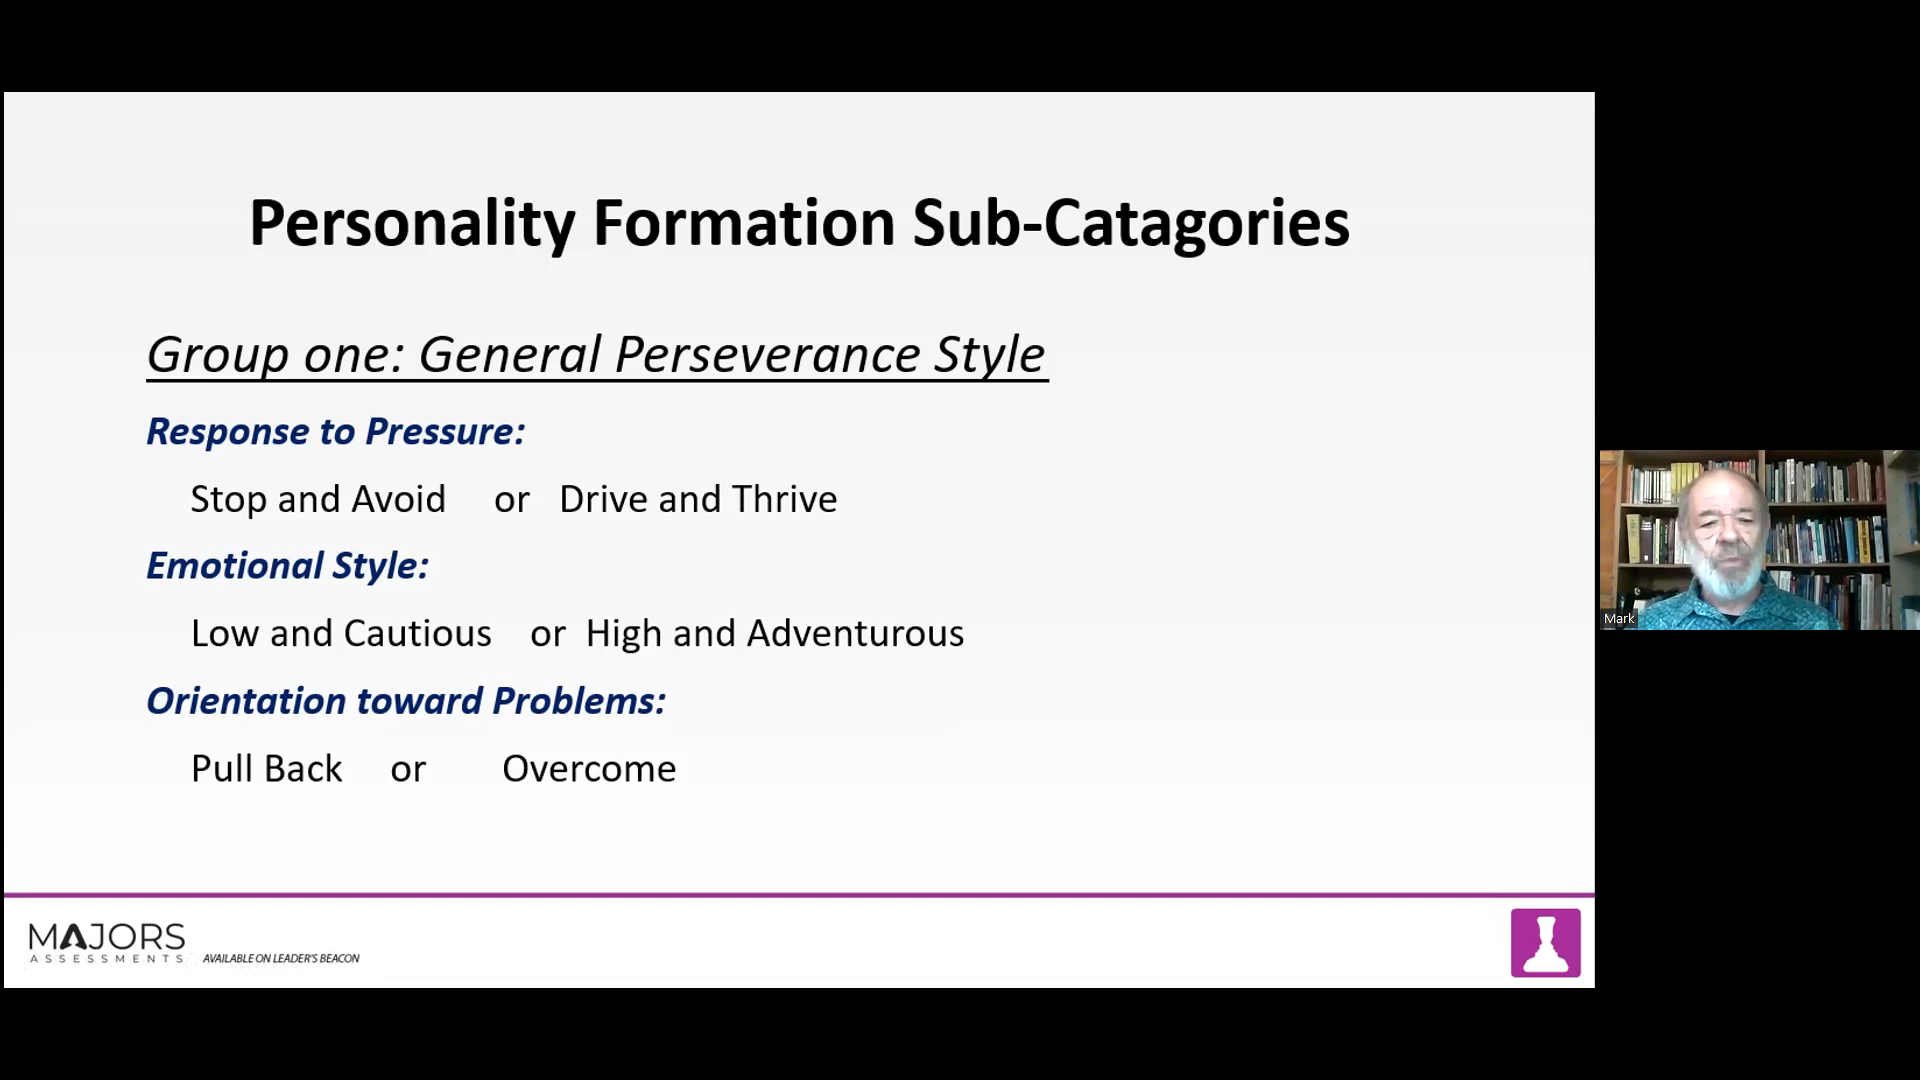 Personality Formation Sub-Catagories
Group one: General Perseverance Style
Response to Pressure:
Stop and Avoid or Drive and Thrive
Emotional Style:
Low and Cautious or High and Adventurous
Orientation toward Problems:
Pull Back or Overcome
Mark
MAJORS
ASSESSMENTS
AVAILABLE ON LEADER'S BEACON